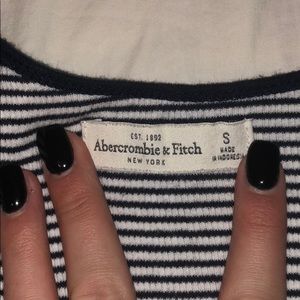 EST. 1892
Abercrombie & Fitch
NEW YORK
S
MADE
IN INDONESIA